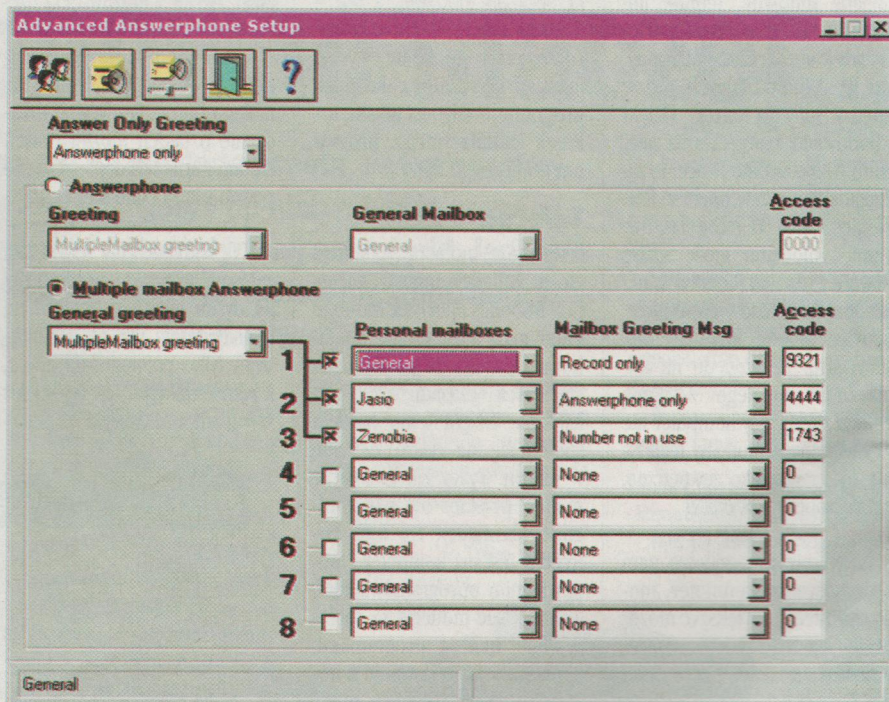 Advanced Answerphone Setup
?
Answer Only Greeting
Answerphone only
Answerphone
Greeting
General Mailbox
Access code
MultipleMailbox greeting
General
0000
Multiple mailbox Answerphone
General greeting
MultipleMailbox greeting
Personal mailboxes
Mailbox Greeting Msg
Access code
1 General Record only 9321
2 Jasio Answerphone only 4444
3 Zenobia Number not in use 1743
4 General None 0
5 General None 0
6 General None 0
7 General None 0
8 General None 0
General